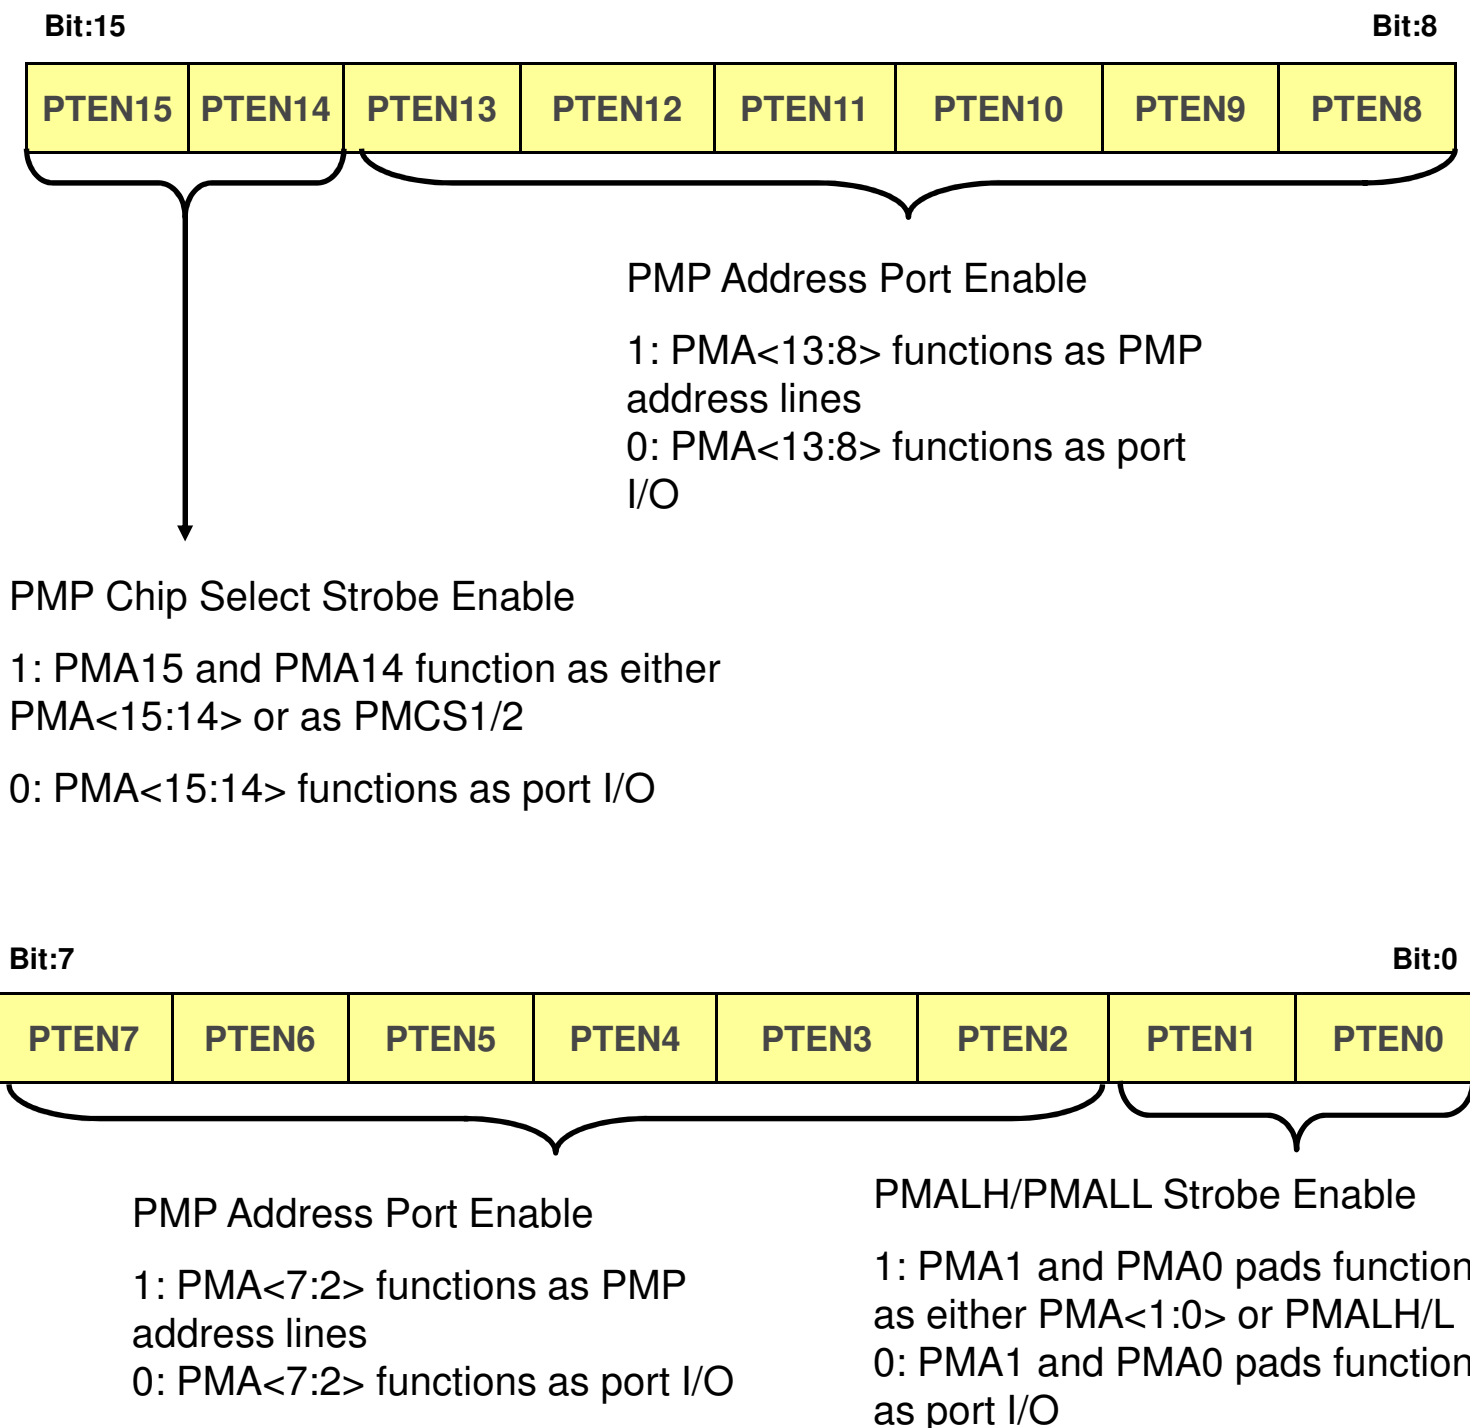 Bit:15 Bit:8
PTEN15 PTEN14 PTEN13 PTEN12 PTEN11 PTEN10 PTEN9 PTEN8
PMP Address Port Enable
1: PMA<13:8> functions as PMP
address lines
0: PMA<13:8> functions as port
I/O
PMP Chip Select Strobe Enable
1: PMA15 and PMA14 function as either
PMA<15:14> or as PMCS1/2
0: PMA<15:14> functions as port I/O
Bit:7 Bit:0
PTEN7 PTEN6 PTEN5 PTEN4 PTEN3 PTEN2 PTEN1 PTEN0
PMP Address Port Enable
1: PMA<7:2> functions as PMP
address lines
0: PMA<7:2> functions as port I/O
PMALH/PMALL Strobe Enable
1: PMA1 and PMA0 pads function
as either PMA<1:0> or PMALH/L
0: PMA1 and PMA0 pads function
as port I/O